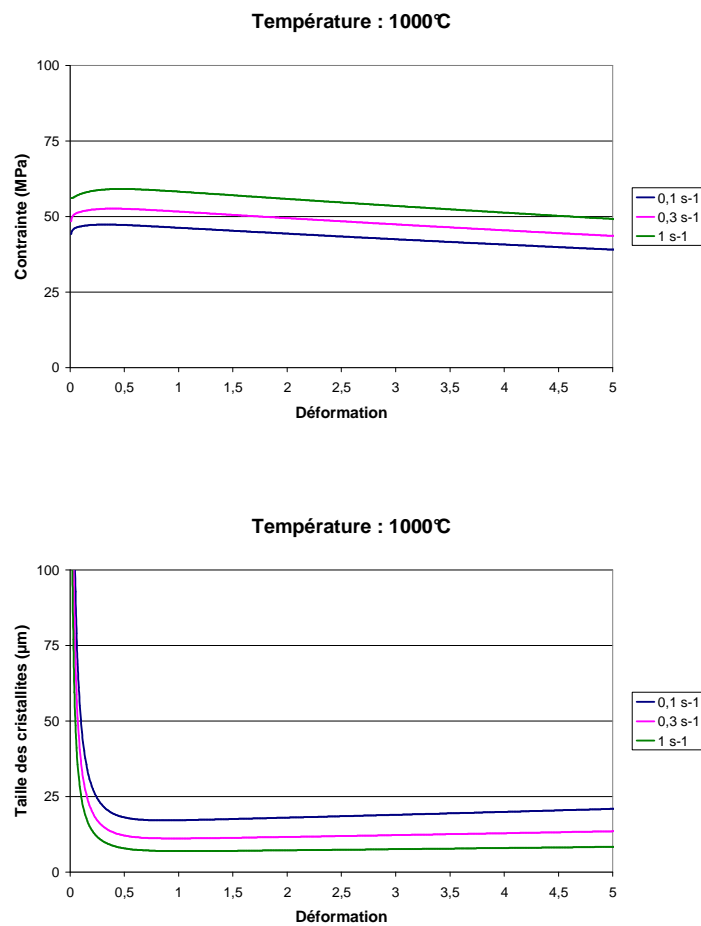 Température : 1000°C
100
75
50
25
0
Contrainte (MPa)
0 0,5 1 1,5 2 2,5 3 3,5 4 4,5 5
Déformation
0,1 s-1
0,3 s-1
1 s-1
Température : 1000°C
100
75
50
25
0
Taille des cristallites (µm)
0 0,5 1 1,5 2 2,5 3 3,5 4 4,5 5
Déformation
0,1 s-1
0,3 s-1
1 s-1